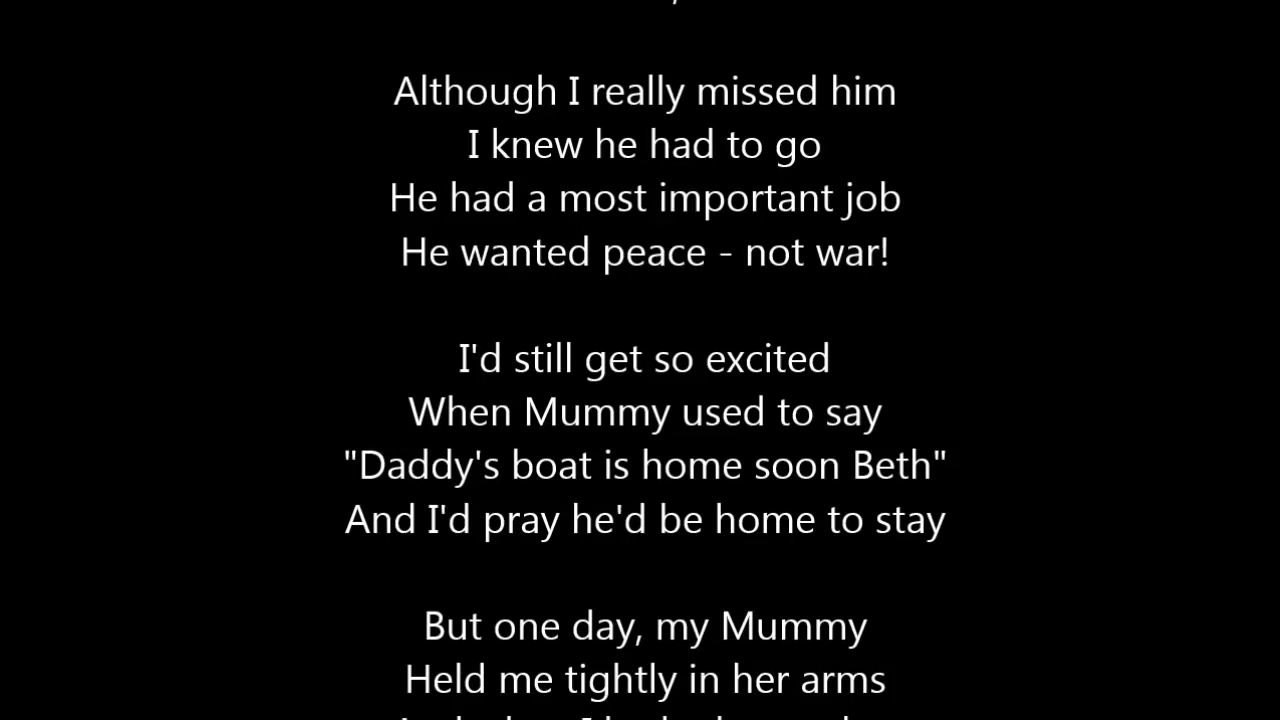 Although I really missed him
I knew he had to go
He had a most important job
He wanted peace - not war!
I'd still get so excited
When Mummy used to say
"Daddy's boat is home soon Beth"
And I'd pray he'd be home to stay
But one day, my Mummy
Held me tightly in her arms